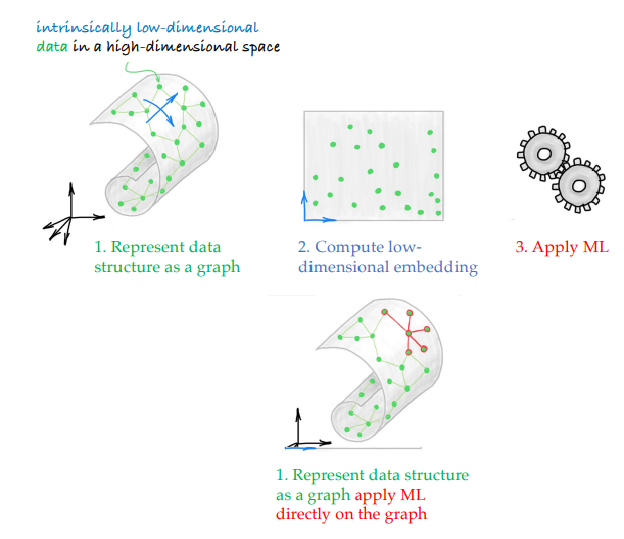 intrinsically low-dimensional
data in a high-dimensional space
1. Represent data
structure as a graph
2. Compute low-
dimensional embedding
3. Apply ML
1. Represent data structure
as a graph apply ML
directly on the graph